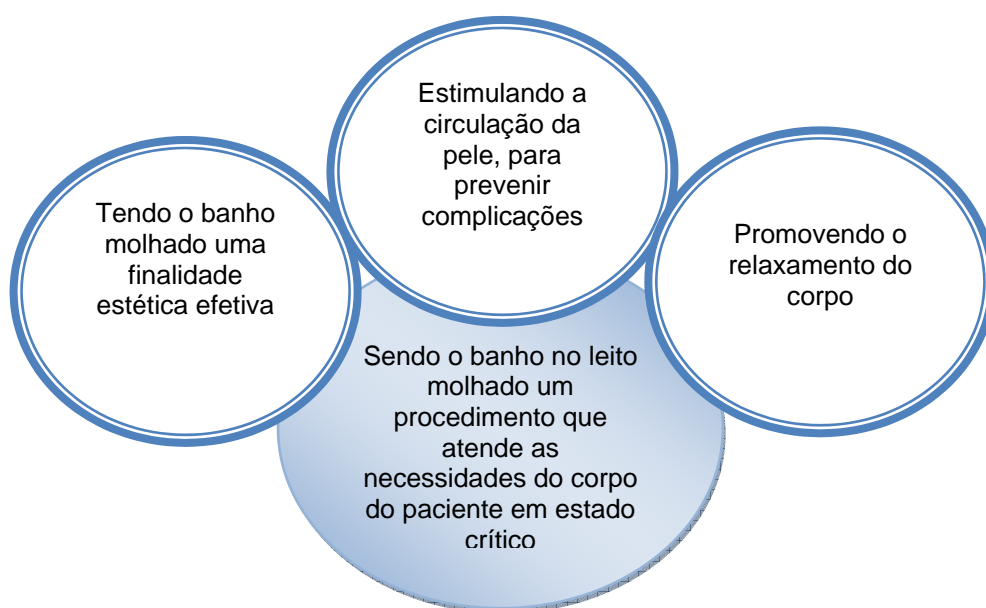 Tendo o banho
molhado uma
finalidade
estética efetiva
Estimulando a
circulação da
pele, para
prevenir
complicações
Promovendo o
relaxamento do
corpo
Sendo o banho no leito
molhado um
procedimento que
atende as
necessidades do corpo
do paciente em estado
crítico